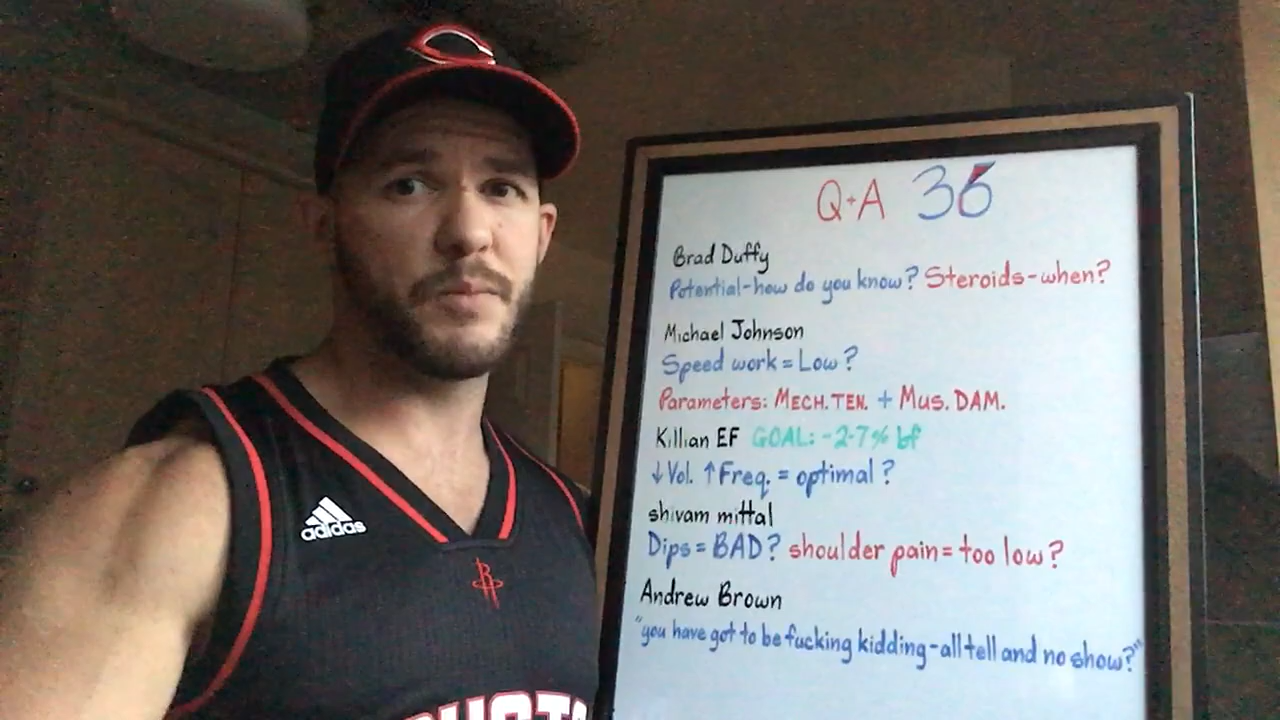 adidas
R
Q+A 36
Brad Duffy
Potential-how do you know? Steroids-when?
Michael Johnson
Speed work = Low?
Parameters: MECH. TEN. + Mus. DAM.
Killian EF GOAL: -2-7% bf
↓Vol. ↑Freq. = optimal?
shivam mittal
Dips = BAD? shoulder pain = too low?
Andrew Brown
"you have got to be fucking kidding-all tell and no show?"